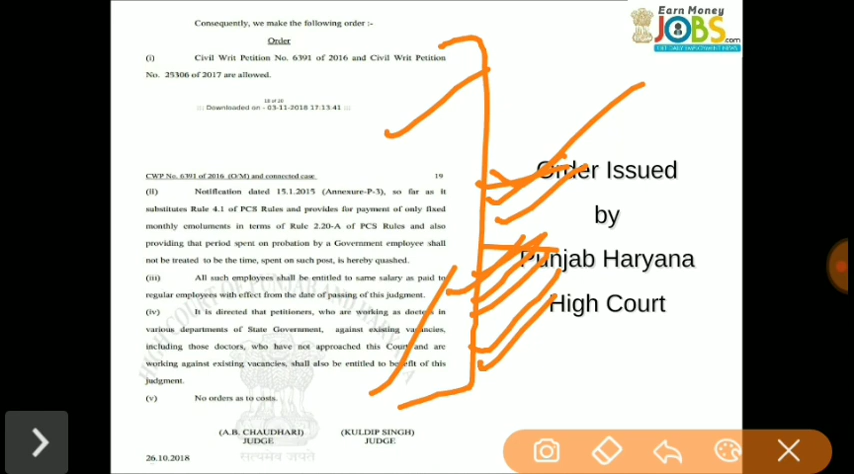 Consequently, we make the following order :-
Order
(i) Civil Writ Petition No. 6391 of 2016 and Civil Writ Petition
No. 25306 of 2017 are allowed.
18 of 20
::: Downloaded on - 03-11-2018 17:13:41 :::
CWP No. 6391 of 2016 (O/M) and connected case 19
(ii) Notification dated 15.1.2015 (Annexure-P-3), so far as it
substitutes Rule 4.1 of PCS Rules and provides for payment of only fixed
monthly emoluments in terms of Rule 2.20-A of PCS Rules and also
providing that period spent on probation by a Government employee shall
not be treated to be the time, spent on such post, is hereby quashed.
(iii) All such employees shall be entitled to same salary as paid to
regular employees with effect from the date of passing of this judgment.
(iv) It is directed that petitioners, who are working as doctors in
various departments of State Government, against existing vacancies,
including those doctors, who have not approached this Court and are
working against existing vacancies, shall also be entitled to benefit of this
judgment.
(v) No orders as to costs.
(A.B. CHAUDHARI) (KULDIP SINGH)
JUDGE JUDGE
26.10.2018
सत्यमेव जयते
HIGH COURT OF PUNJAB AND HARYANA
Earn Money
JOBS.com
Order Issued
by
Punjab Haryana
High Court